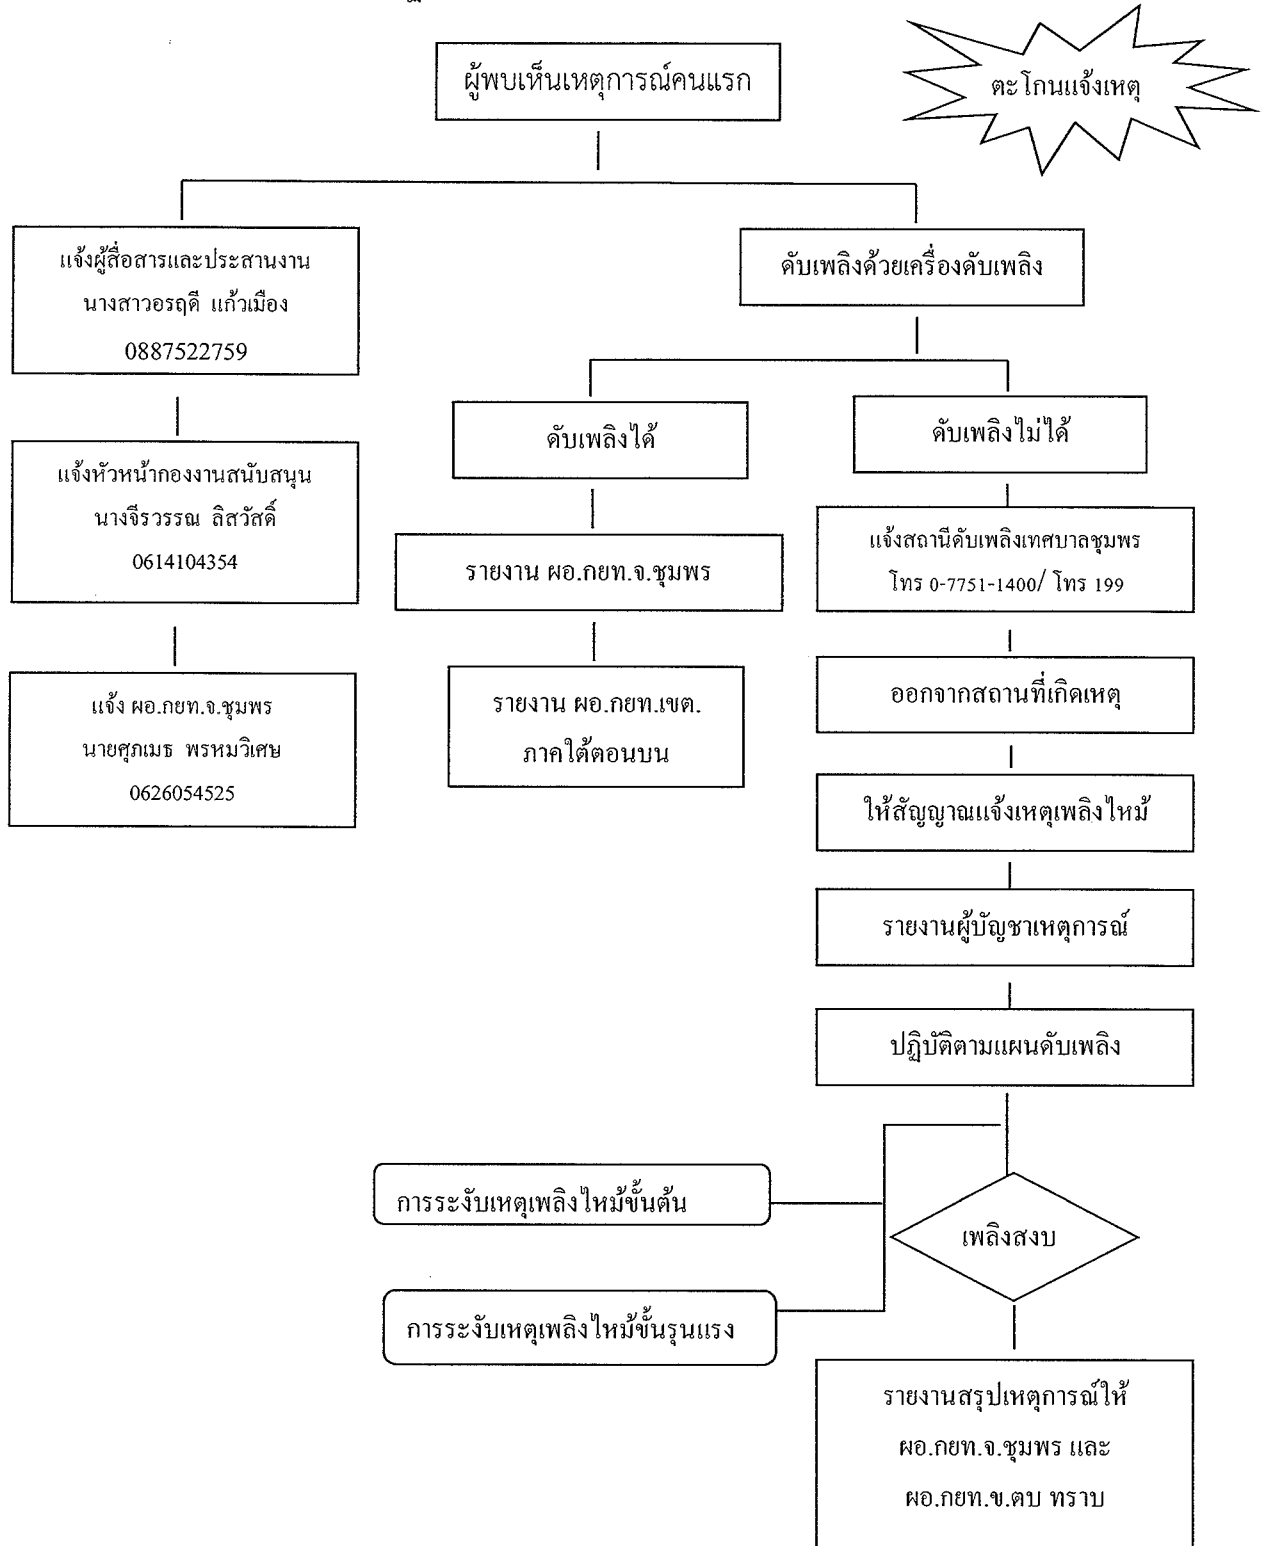 ผู้พบเห็นเหตุการณ์คนแรก
ตะโกนแจ้งเหตุ
แจ้งผู้สื่อสารและประสานงาน
นางสาวอรฤดี แก้วเมือง
0887522759
ดับเพลิงด้วยเครื่องดับเพลิง
แจ้งหัวหน้ากองงานสนับสนุน
นางจีรวรรณ ลิสวัสดิ์
0614104354
แจ้ง ผอ.กยท.จ.ชุมพร
นายศุภเมธ พรหมวิเศษ
0626054525
ดับเพลิงได้
รายงาน ผอ.กยท.จ.ชุมพร
รายงาน ผอ.กยท.เขต.
ภาคใต้ตอนบน
ดับเพลิงไม่ได้
แจ้งสถานีดับเพลิงเทศบาลชุมพร
โทร 0-7751-1400/ โทร 199
ออกจากสถานที่เกิดเหตุ
ให้สัญญาณแจ้งเหตุเพลิงไหม้
รายงานผู้บัญชาเหตุการณ์
ปฏิบัติตามแผนดับเพลิง
การระงับเหตุเพลิงไหม้ขั้นต้น
เพลิงสงบ
การระงับเหตุเพลิงไหม้ขั้นรุนแรง
รายงานสรุปเหตุการณ์ให้
ผอ.กยท.จ.ชุมพร และ
ผอ.กยท.ข.ตบ ทราบ